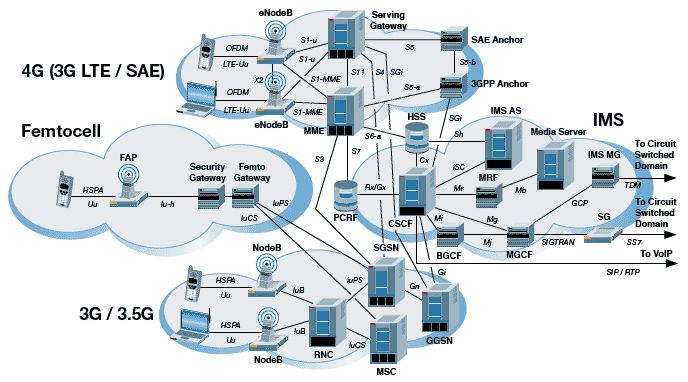 eNodeB
Serving
Gateway
4G (3G LTE / SAE)
OFDM
LTE-Uu
S1-u
S1-u
X2
S1-MME
S11
S4
SGi
S5
SAE Anchor
S5-b
OFDM
LTE-Uu
eNodeB
S1-MME
MME
S5-a
3GPP Anchor
SGi
Femtocell
FAP
HSPA
Uu
Iu-h
Security
Gateway
Femto
Gateway
IuPS
IuCS
S3
S7
S6-a
PCRF
Rx/Gx
HSS
Cx
Sh
IMS AS
IMS
Media Server
ISC
MRF
Mr
Mb
IMS MG
To Circuit
Switched
Domain
TDM
GCP
CSCF
Mi
Mg
BGCF
Mj
MGCF
SIGTRAN
SG
SS7
To Circuit
Switched
Domain
To VoIP
SIP / RTP
3G / 3.5G
HSPA
Uu
NodeB
IuB
HSPA
Uu
NodeB
IuB
RNC
IuPS
IuCS
SGSN
Gn
Gi
GGSN
MSC